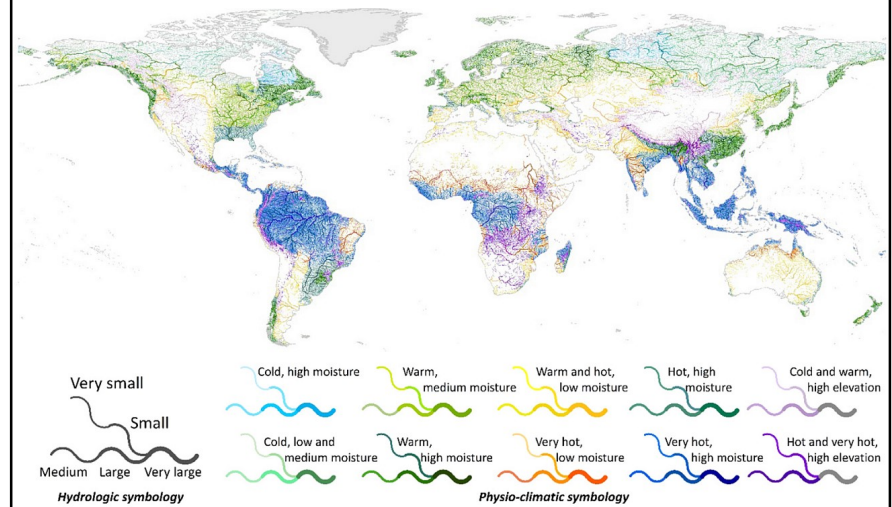 Very small
Small
Medium
Large
Very large
Hydrologic symbology
Cold, high moisture
Warm,
medium moisture
Warm and hot,
low moisture
Hot, high
moisture
Cold and warm,
high elevation
Cold, low and
medium moisture
Warm,
high moisture
Very hot,
low moisture
Very hot,
high moisture
Hot and very hot,
high elevation
Physio-climatic symbology